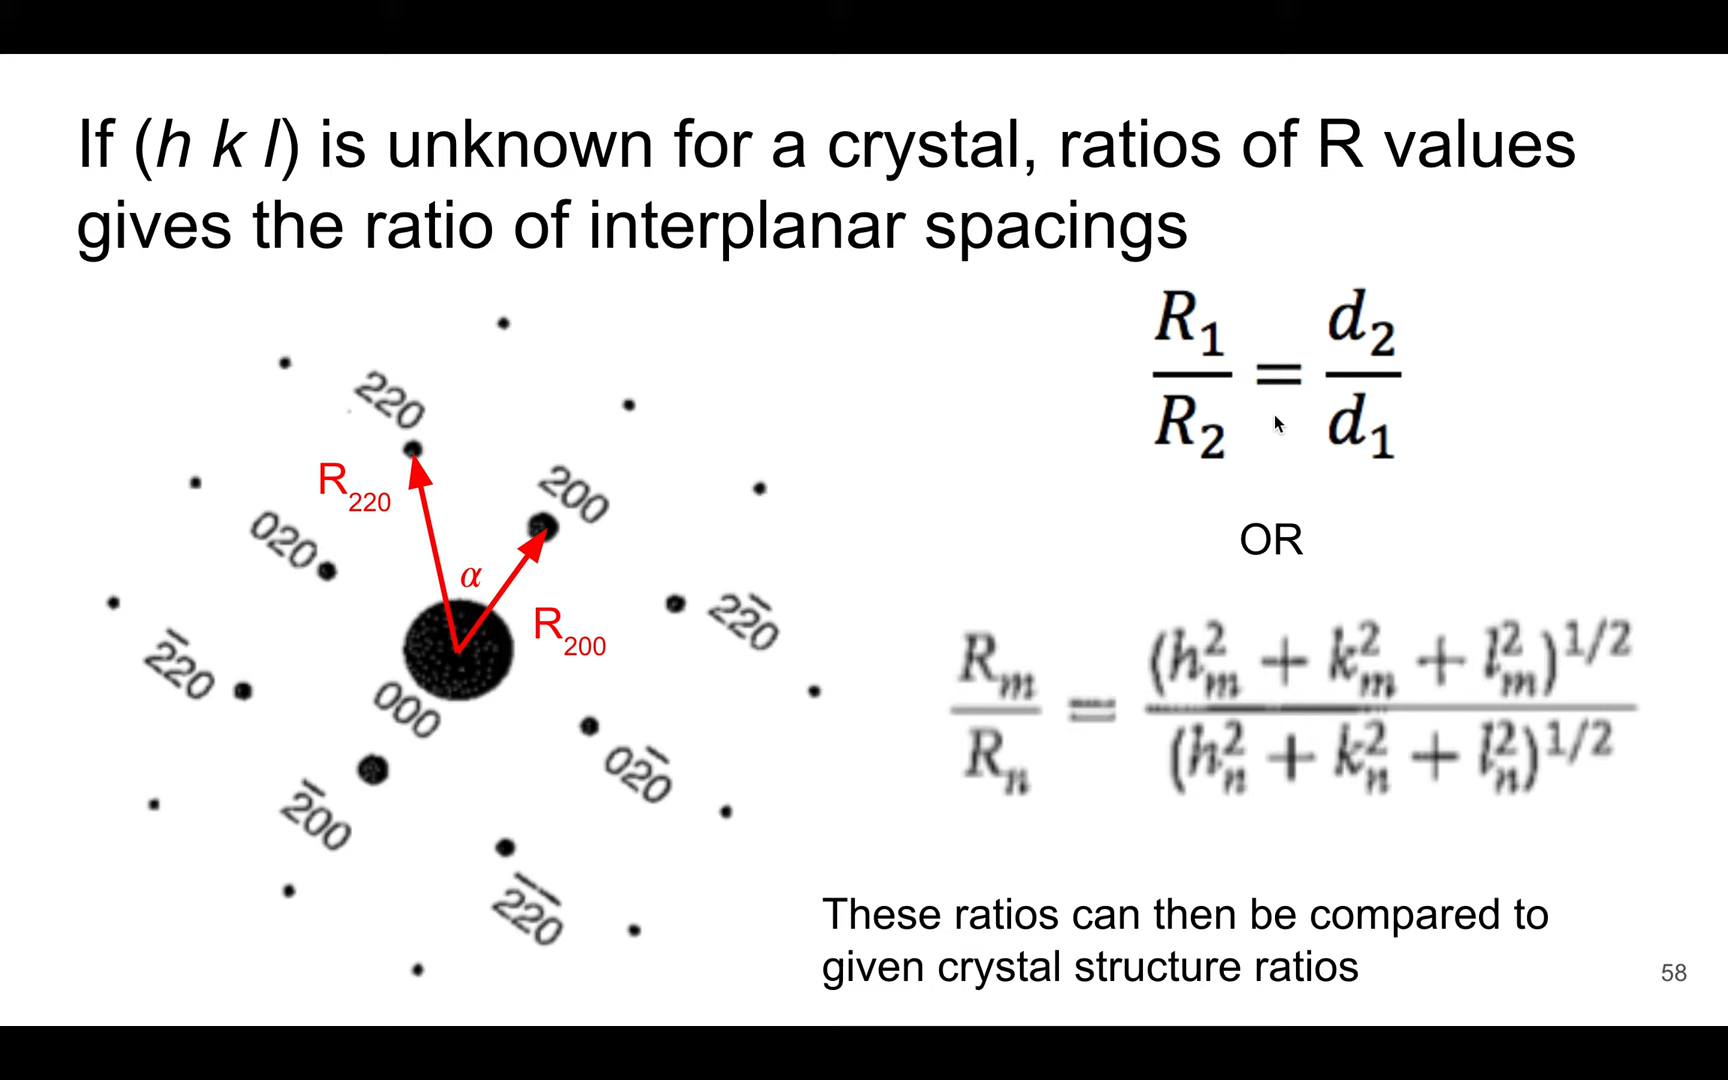 If (h k l) is unknown for a crystal, ratios of R values
gives the ratio of interplanar spacings
R₁/R₂ = d₂/d₁
OR
Rₘ/Rₙ = (hₘ² + kₘ² + lₘ²)^1/2 / (hₙ² + kₙ² + lₙ²)^1/2
220
R₂₂₀
200
020
α
R₂₀₀
22̅0
2̅20
000
02̅0
2̅00
2̅2̅0
These ratios can then be compared to
given crystal structure ratios
58